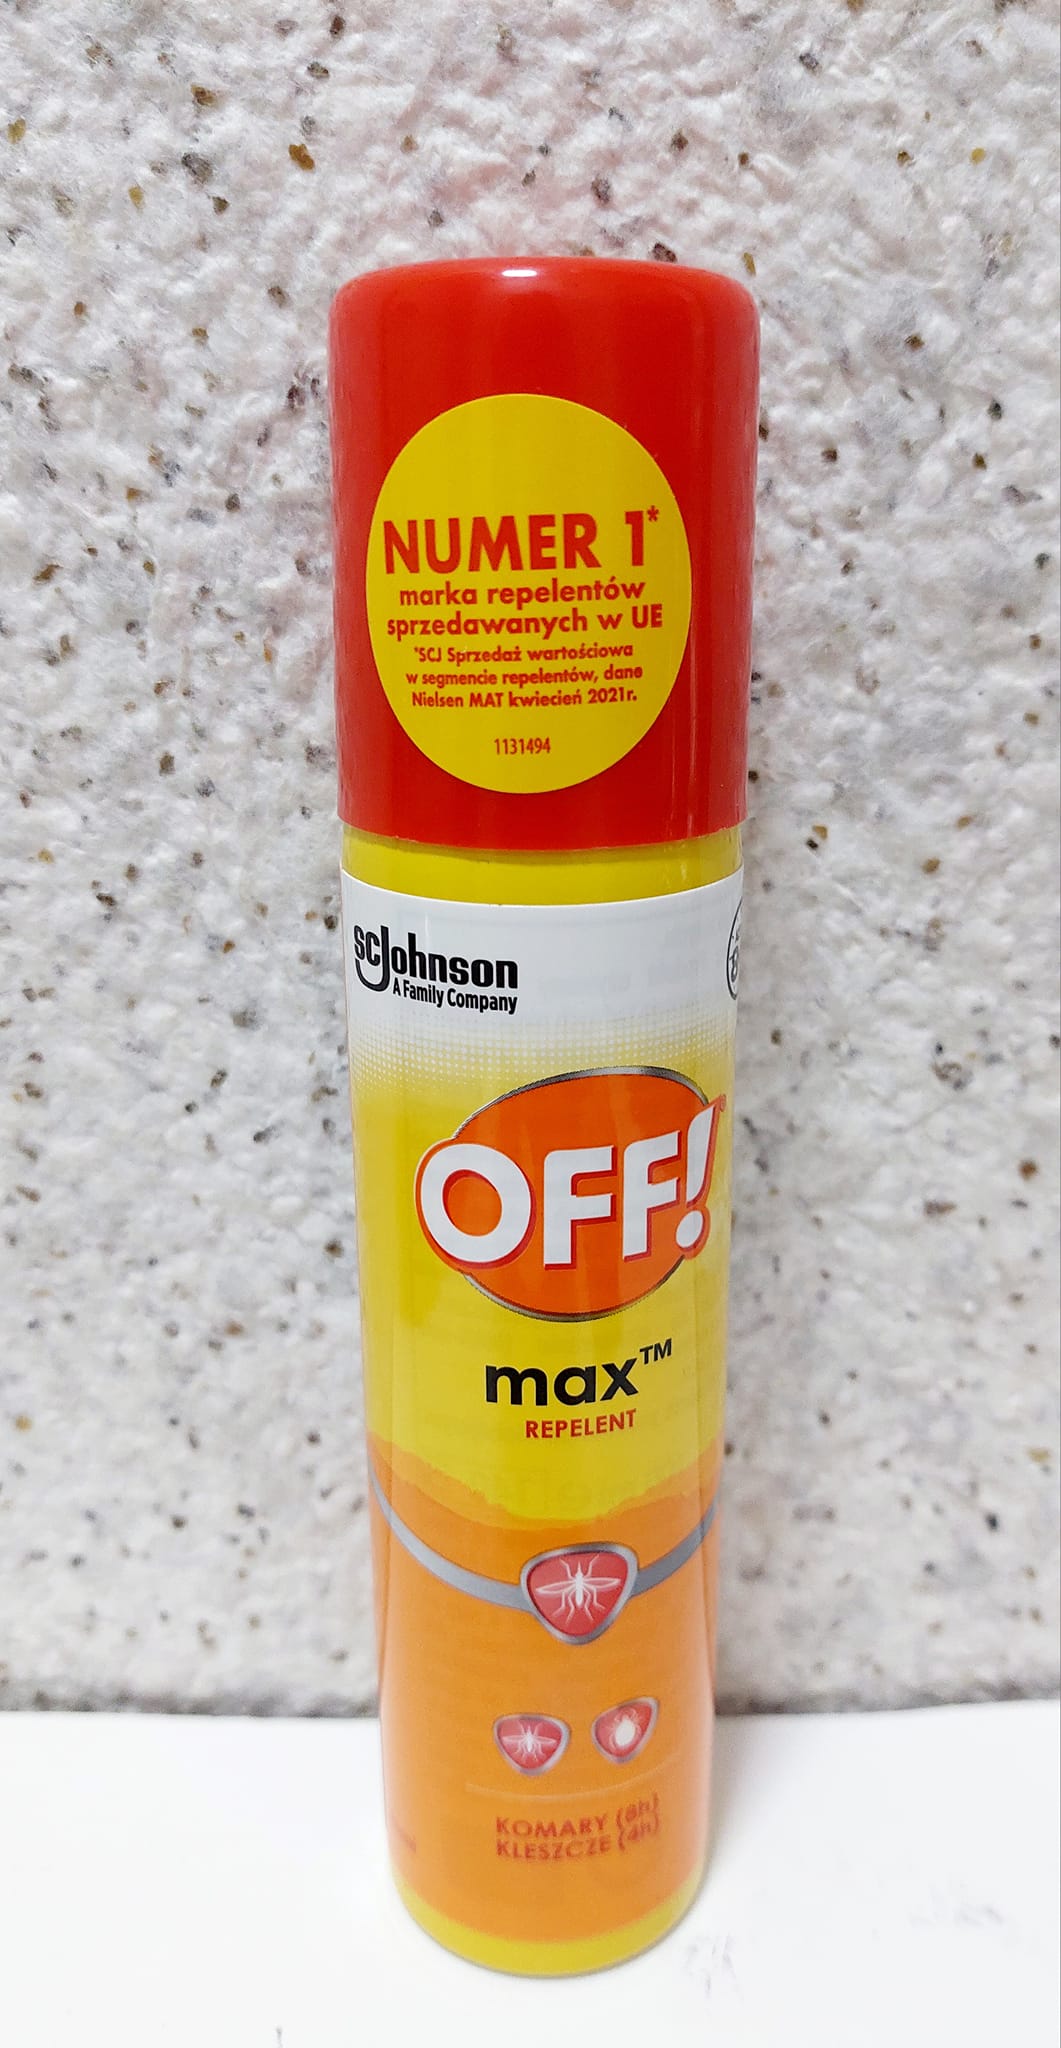 NUMER 1*
marka repelentów
sprzedawanych w UE
*SCJ Sprzedaż wartościowa
w segmencie repelentów, dane
Nielsen MAT kwiecień 2021r.
1131494
SCJohnson
A Family Company
OFF!®
max™
REPELENT
KOMARY (8h)
KLESZCZE (4h)